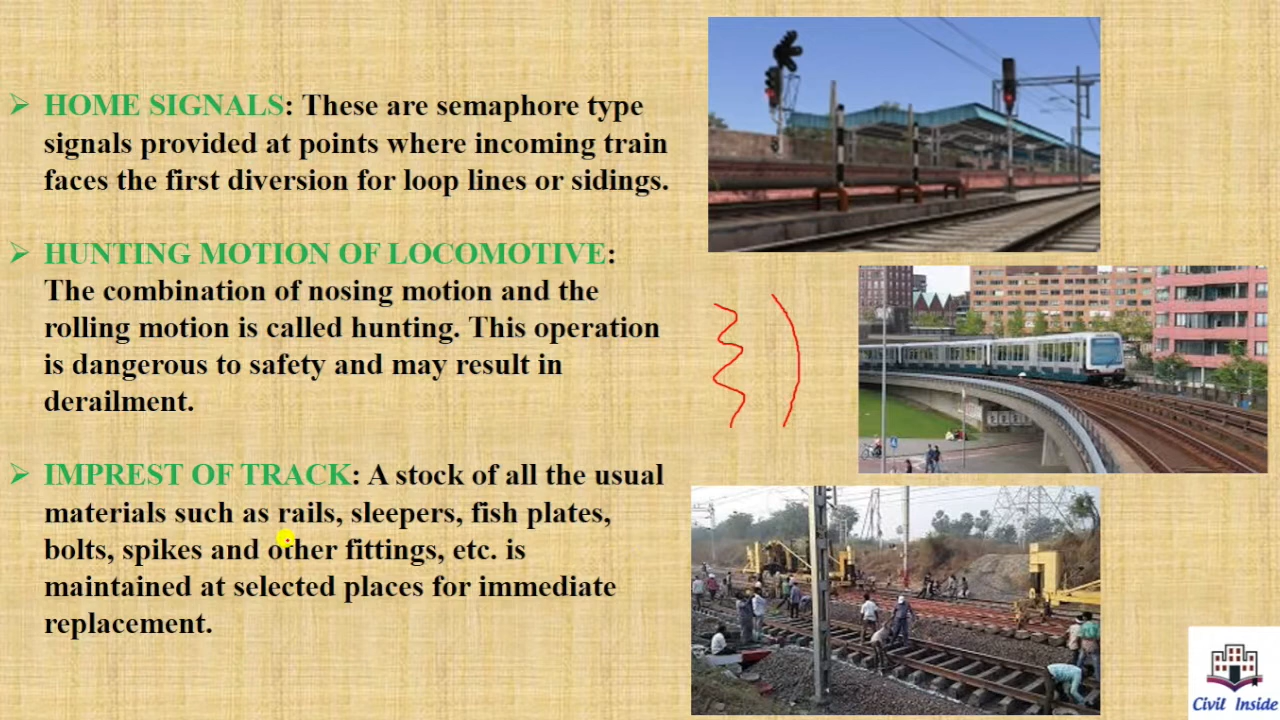 ➢ HOME SIGNALS: These are semaphore type
signals provided at points where incoming train
faces the first diversion for loop lines or sidings.
➢ HUNTING MOTION OF LOCOMOTIVE:
The combination of nosing motion and the
rolling motion is called hunting. This operation
is dangerous to safety and may result in
derailment.
➢ IMPREST OF TRACK: A stock of all the usual
materials such as rails, sleepers, fish plates,
bolts, spikes and other fittings, etc. is
maintained at selected places for immediate
replacement.
Civil Inside